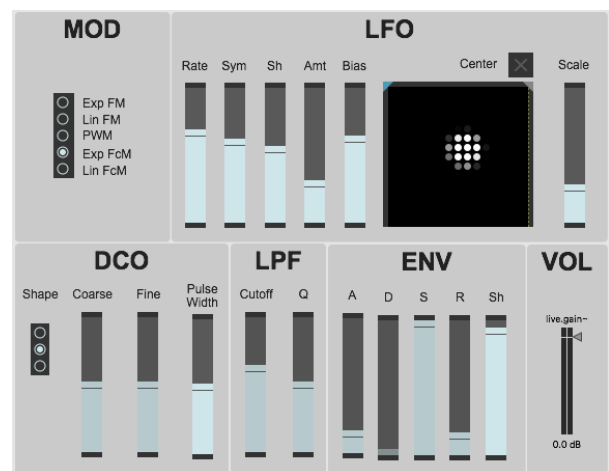 MOD
Exp FM
Lin FM
PWM
Exp FcM
Lin FcM
LFO
Rate Sym Sh Amt Bias Center Scale
DCO
Shape Coarse Fine Pulse
Width
LPF
Cutoff Q
ENV
A D S R Sh
VOL
live.gain~
0.0 dB